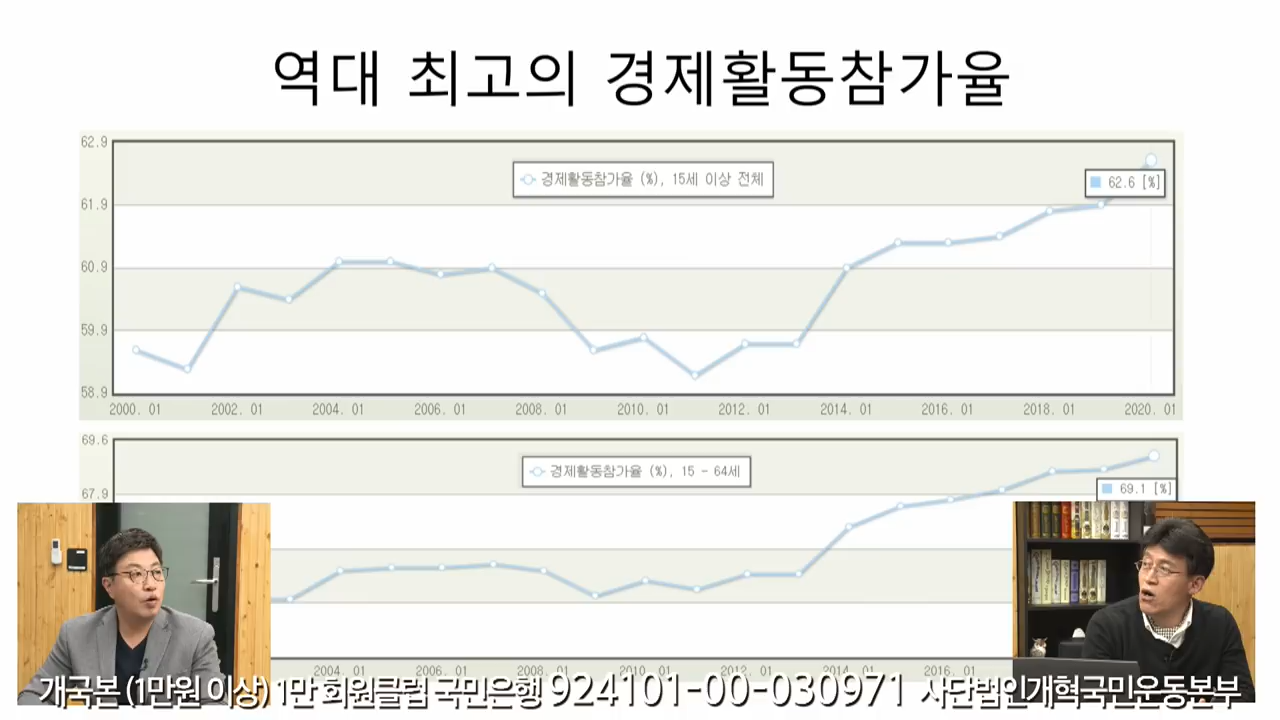 역대 최고의 경제활동참가율
62.9
경제활동참가율 (%), 15세 이상 전체
62.6 [%]
61.9
60.9
59.9
58.9
2000. 01 2002. 01 2004. 01 2006. 01 2008. 01 2010. 01 2012. 01 2014. 01 2016. 01 2018. 01 2020. 01
69.6
경제활동참가율 (%), 15 - 64세
67.9
69.1 [%]
2004. 01 2006. 01 2008. 01 2010. 01 2012. 01 2014. 01 2016. 01
개국본 (1만원 이상) 1만 회원클럽 국민은행 924101-00-030971 사단법인개혁국민운동본부